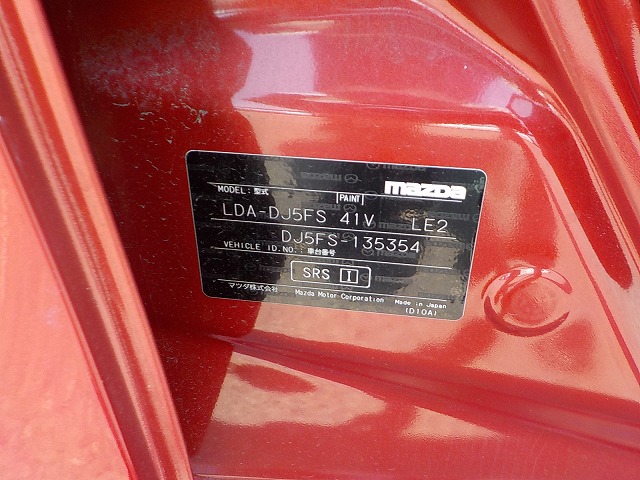 mazda
MODEL: 型式 PAINT
LDA-DJ5FS 41V LE2
DJ5FS-135354
VEHICLE ID.NO.: 車台番号
SRS I
マツダ株式会社 Mazda Motor Corporation Made in Japan
(D10A)